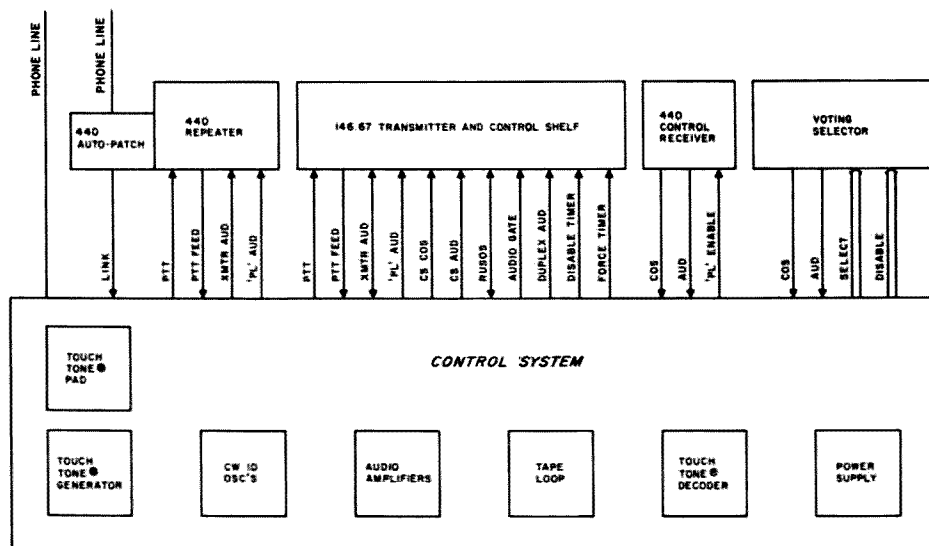 PHONE LINE
PHONE LINE
440
AUTO-PATCH
440
REPEATER
146.67 TRANSMITTER AND CONTROL SHELF
440
CONTROL
RECEIVER
VOTING
SELECTOR
LINK
PTT
PTT FEED
XMTR AUD
'PL' AUD
PTT
PTT FEED
XMTR AUD
'PL' AUD
CS COS
CS AUD
RUSOS
AUDIO GATE
DUPLEX AUD
DISABLE TIMER
FORCE TIMER
COS
AUD
'PL' ENABLE
COS
AUD
SELECT
DISABLE
CONTROL SYSTEM
TOUCH
TONE®
PAD
TOUCH
TONE®
GENERATOR
CW ID
OSC'S
AUDIO
AMPLIFIERS
TAPE
LOOP
TOUCH
TONE®
DECODER
POWER
SUPPLY